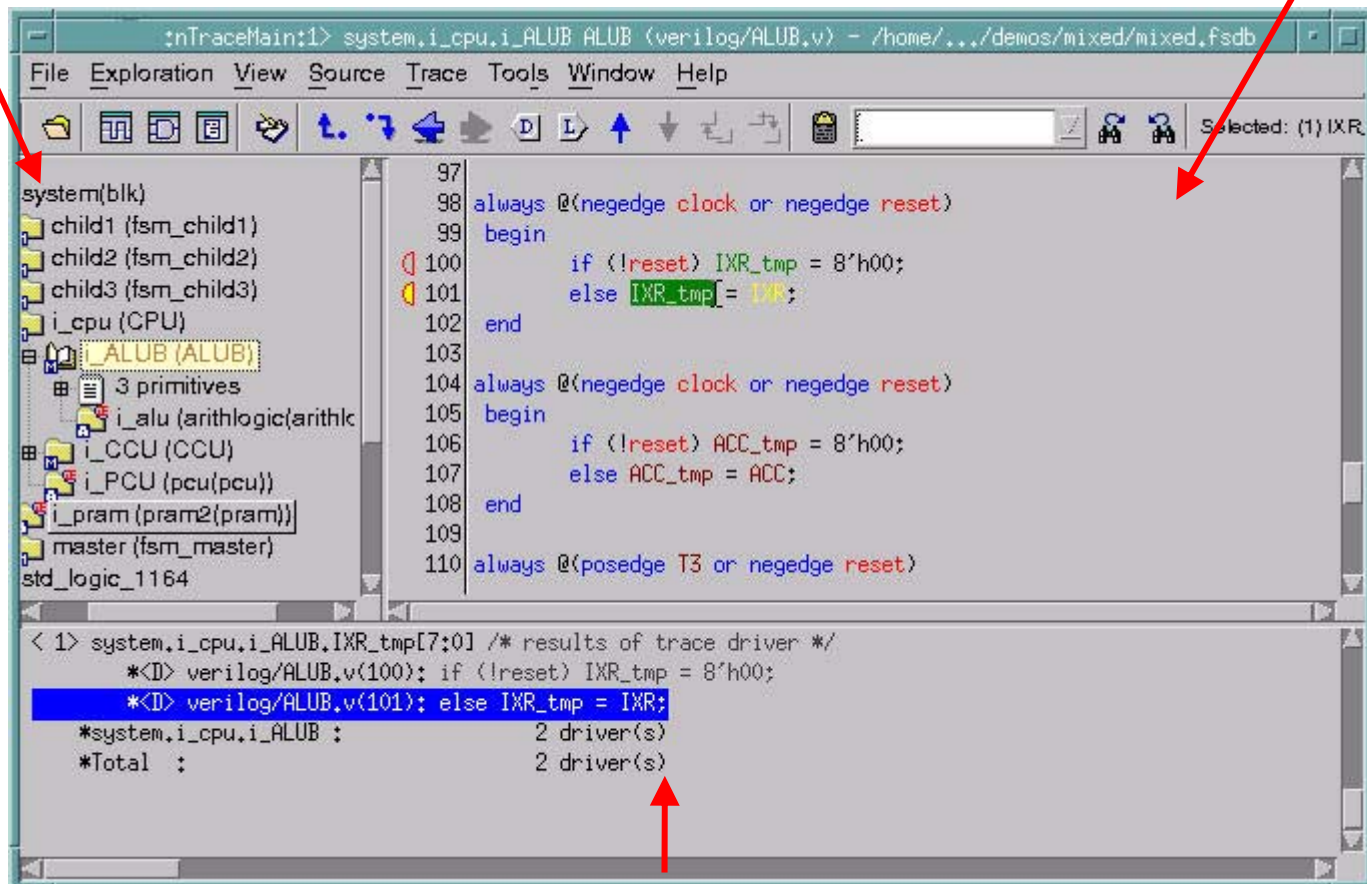 :nTraceMain:1> system.i_cpu.i_ALUB ALUB (verilog/ALUB.v) - /home/.../demos/mixed/mixed.fsdb
File Exploration View Source Trace Tools Window Help
D L Selected: (1) IXR_
system(blk)
child1 (fsm_child1)
child2 (fsm_child2)
child3 (fsm_child3)
i_cpu (CPU)
i_ALUB (ALUB)
3 primitives
i_alu (arithlogic(arithlc
i_CCU (CCU)
i_PCU (pcu(pcu))
i_pram (pram2(pram))
master (fsm_master)
std_logic_1164
97
98 always @(negedge clock or negedge reset)
99 begin
100 if (!reset) IXR_tmp = 8'h00;
101 else IXR_tmp = IXR;
102 end
103
104 always @(negedge clock or negedge reset)
105 begin
106 if (!reset) ACC_tmp = 8'h00;
107 else ACC_tmp = ACC;
108 end
109
110 always @(posedge T3 or negedge reset)
< 1> system.i_cpu.i_ALUB.IXR_tmp[7:0] /* results of trace driver */
*<D> verilog/ALUB.v(100): if (!reset) IXR_tmp = 8'h00;
*<D> verilog/ALUB.v(101): else IXR_tmp = IXR;
*system.i_cpu.i_ALUB : 2 driver(s)
*Total : 2 driver(s)